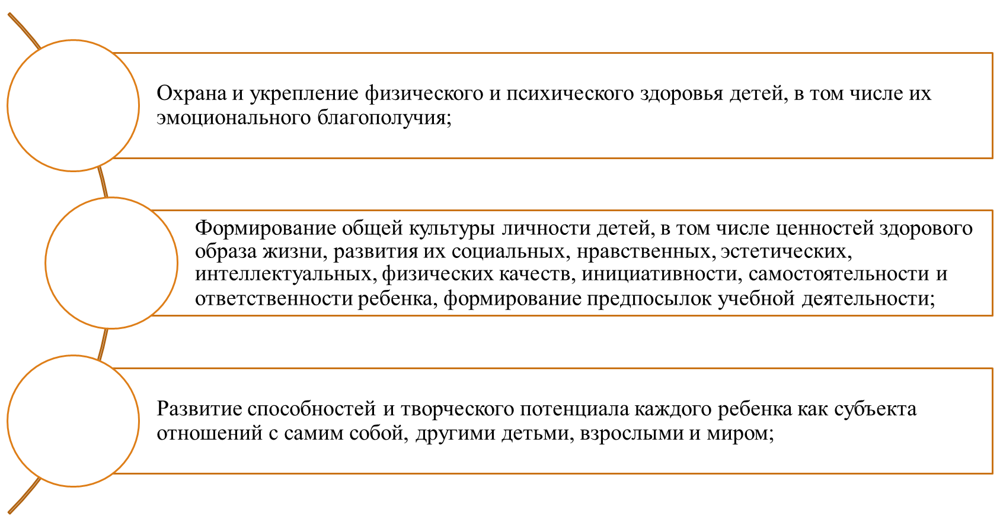 Охрана и укрепление физического и психического здоровья детей, в том числе их
эмоционального благополучия;
Формирование общей культуры личности детей, в том числе ценностей здорового
образа жизни, развития их социальных, нравственных, эстетических,
интеллектуальных, физических качеств, инициативности, самостоятельности и
ответственности ребенка, формирование предпосылок учебной деятельности;
Развитие способностей и творческого потенциала каждого ребенка как субъекта
отношений с самим собой, другими детьми, взрослыми и миром;